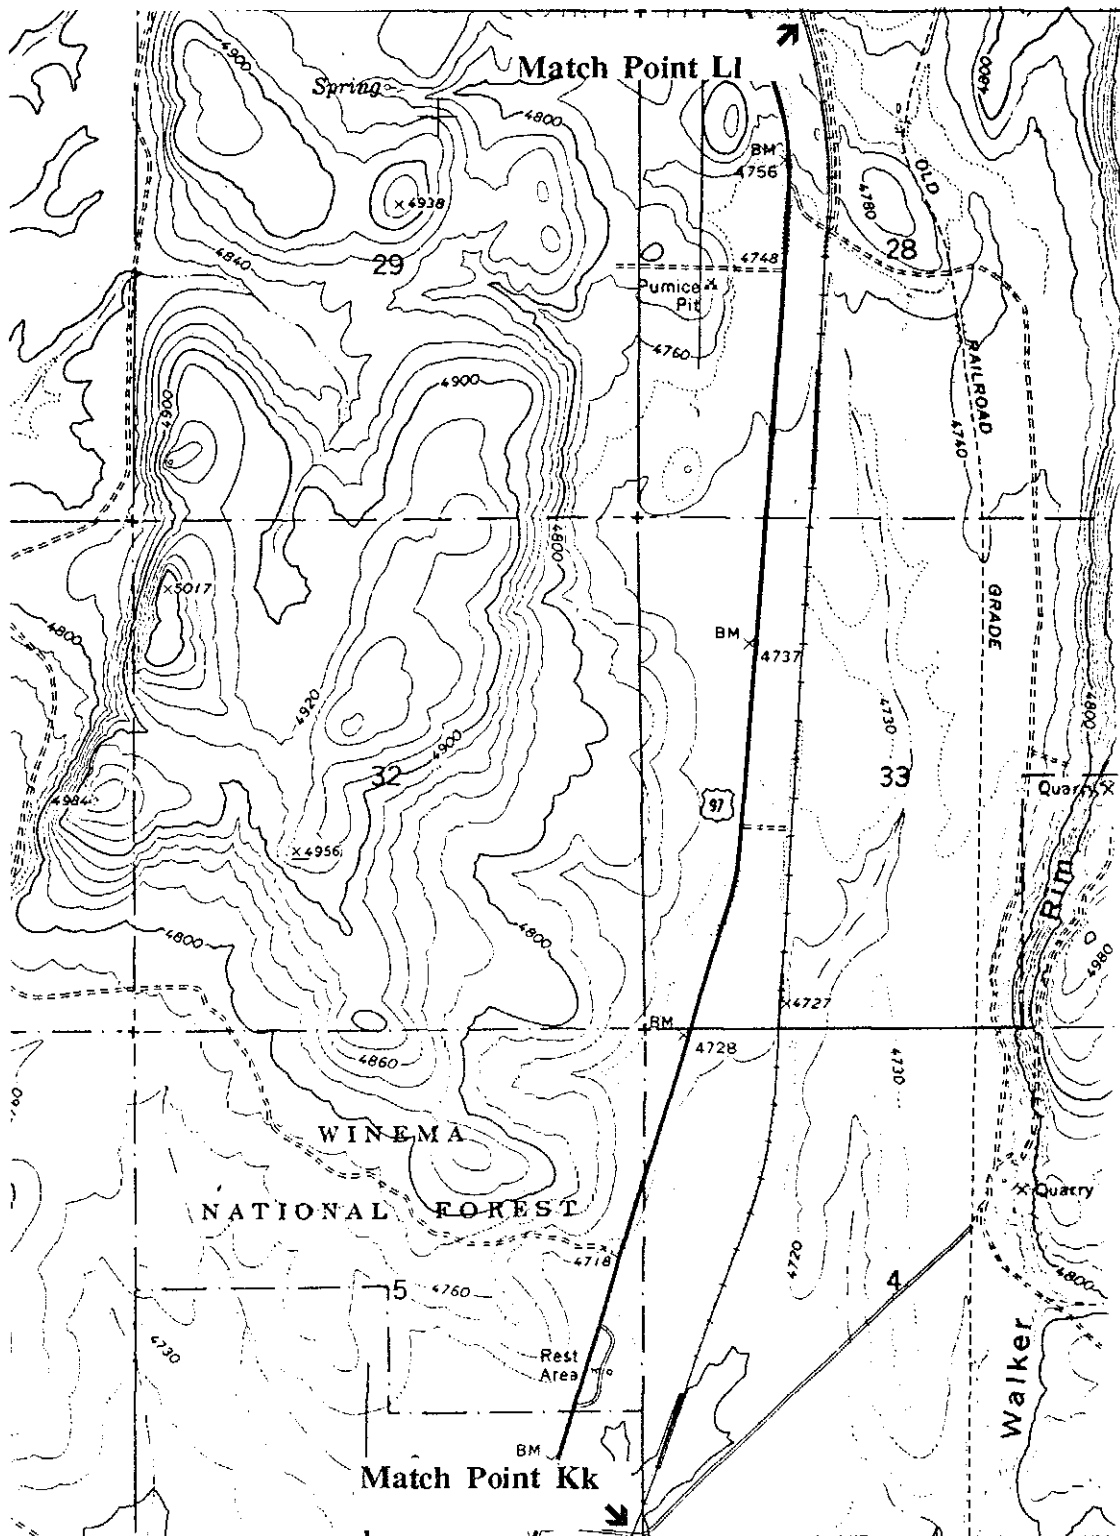 4900
Spring
Match Point Ll
4800
4800
BM
4756
OLD
4780
×4938
4840
29
28
4748
Pumice
Pit
4760
RAILROAD
4900
4900
4740
4800
×5017
GRADE
4800
BM
4737
4920
4730
4800
4900
32
33
97
Quarry
4984
×4956
Rim
4800
4800
4980
×4727
BM
4728
4860
4730
WINEMA
Quarry
NATIONAL FOREST
4718
4720
5
4760
4
4800
4730
Rest
Area
Walker
BM
Match Point Kk